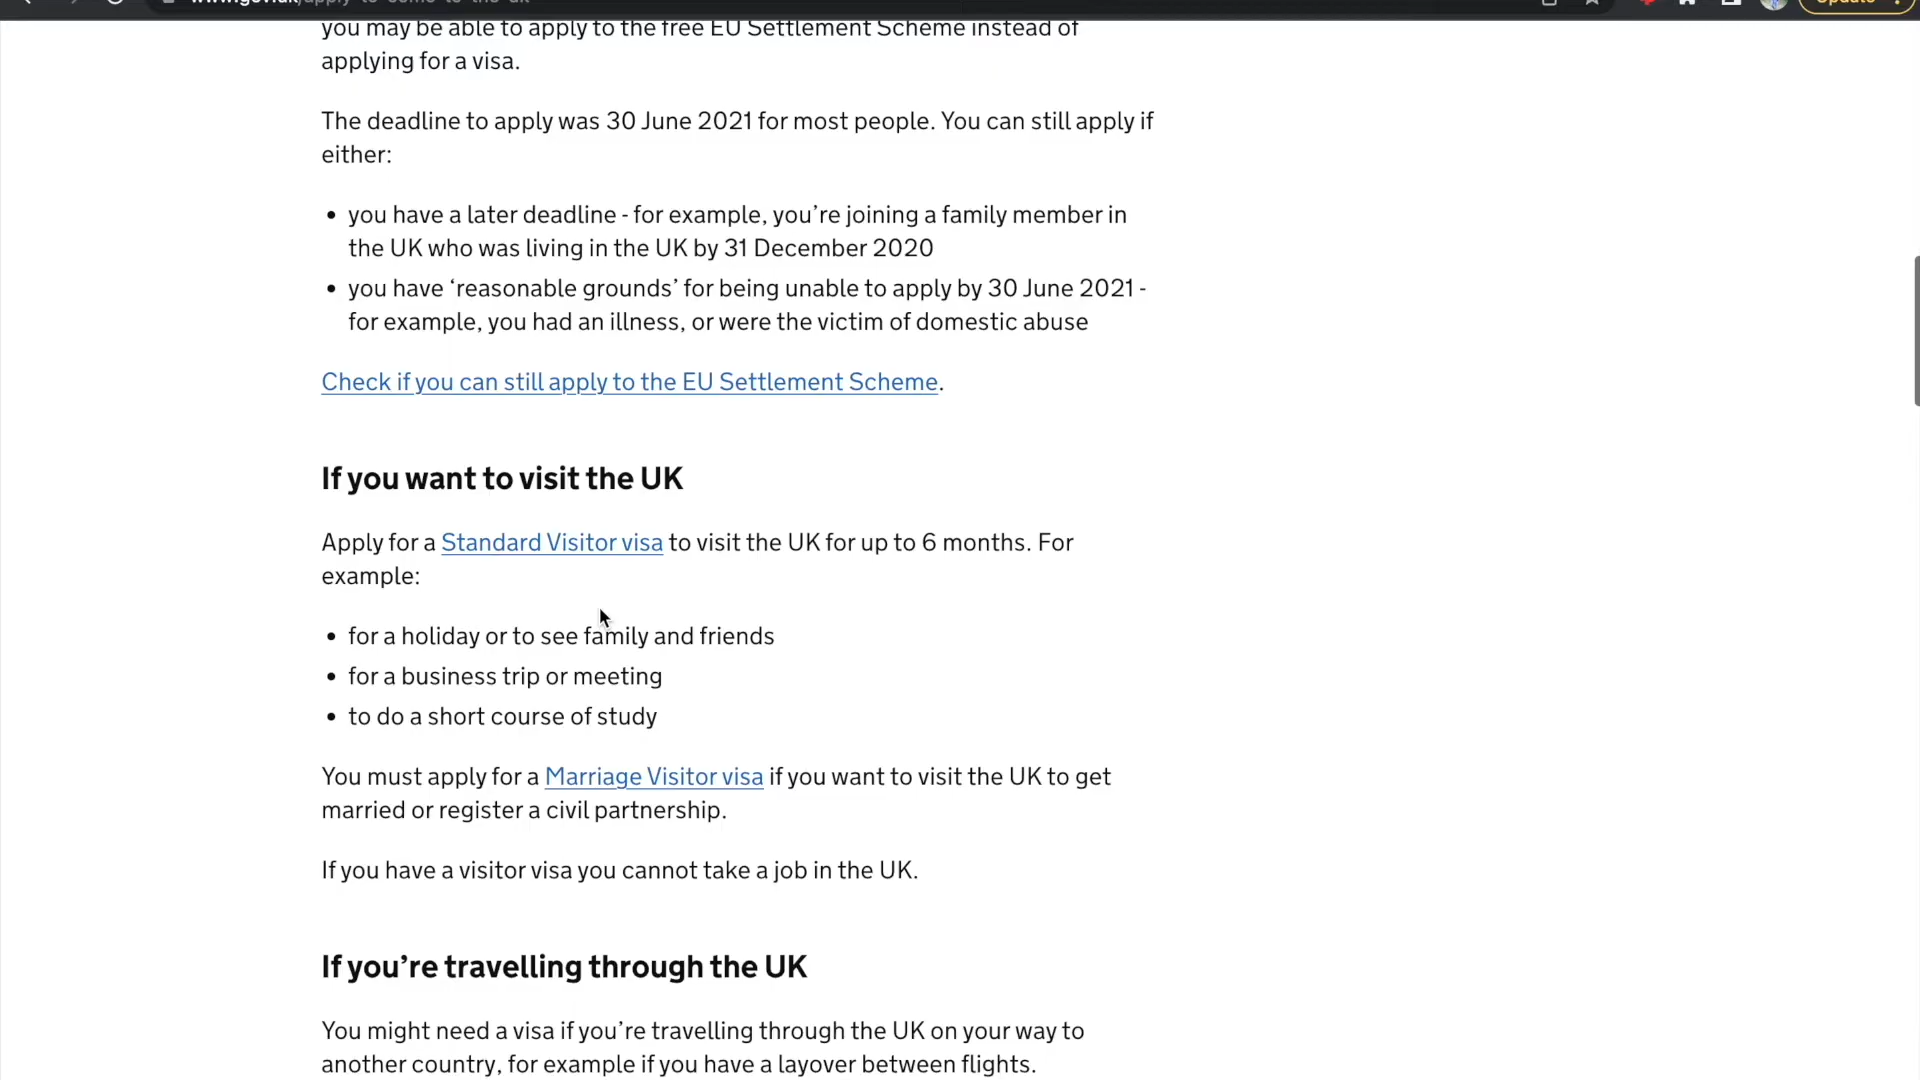 you may be able to apply to the free EU Settlement Scheme instead of
applying for a visa.
The deadline to apply was 30 June 2021 for most people. You can still apply if
either:
• you have a later deadline - for example, you’re joining a family member in
the UK who was living in the UK by 31 December 2020
• you have ‘reasonable grounds’ for being unable to apply by 30 June 2021 -
for example, you had an illness, or were the victim of domestic abuse
Check if you can still apply to the EU Settlement Scheme.
If you want to visit the UK
Apply for a Standard Visitor visa to visit the UK for up to 6 months. For
example:
• for a holiday or to see family and friends
• for a business trip or meeting
• to do a short course of study
You must apply for a Marriage Visitor visa if you want to visit the UK to get
married or register a civil partnership.
If you have a visitor visa you cannot take a job in the UK.
If you’re travelling through the UK
You might need a visa if you’re travelling through the UK on your way to
another country, for example if you have a layover between flights.